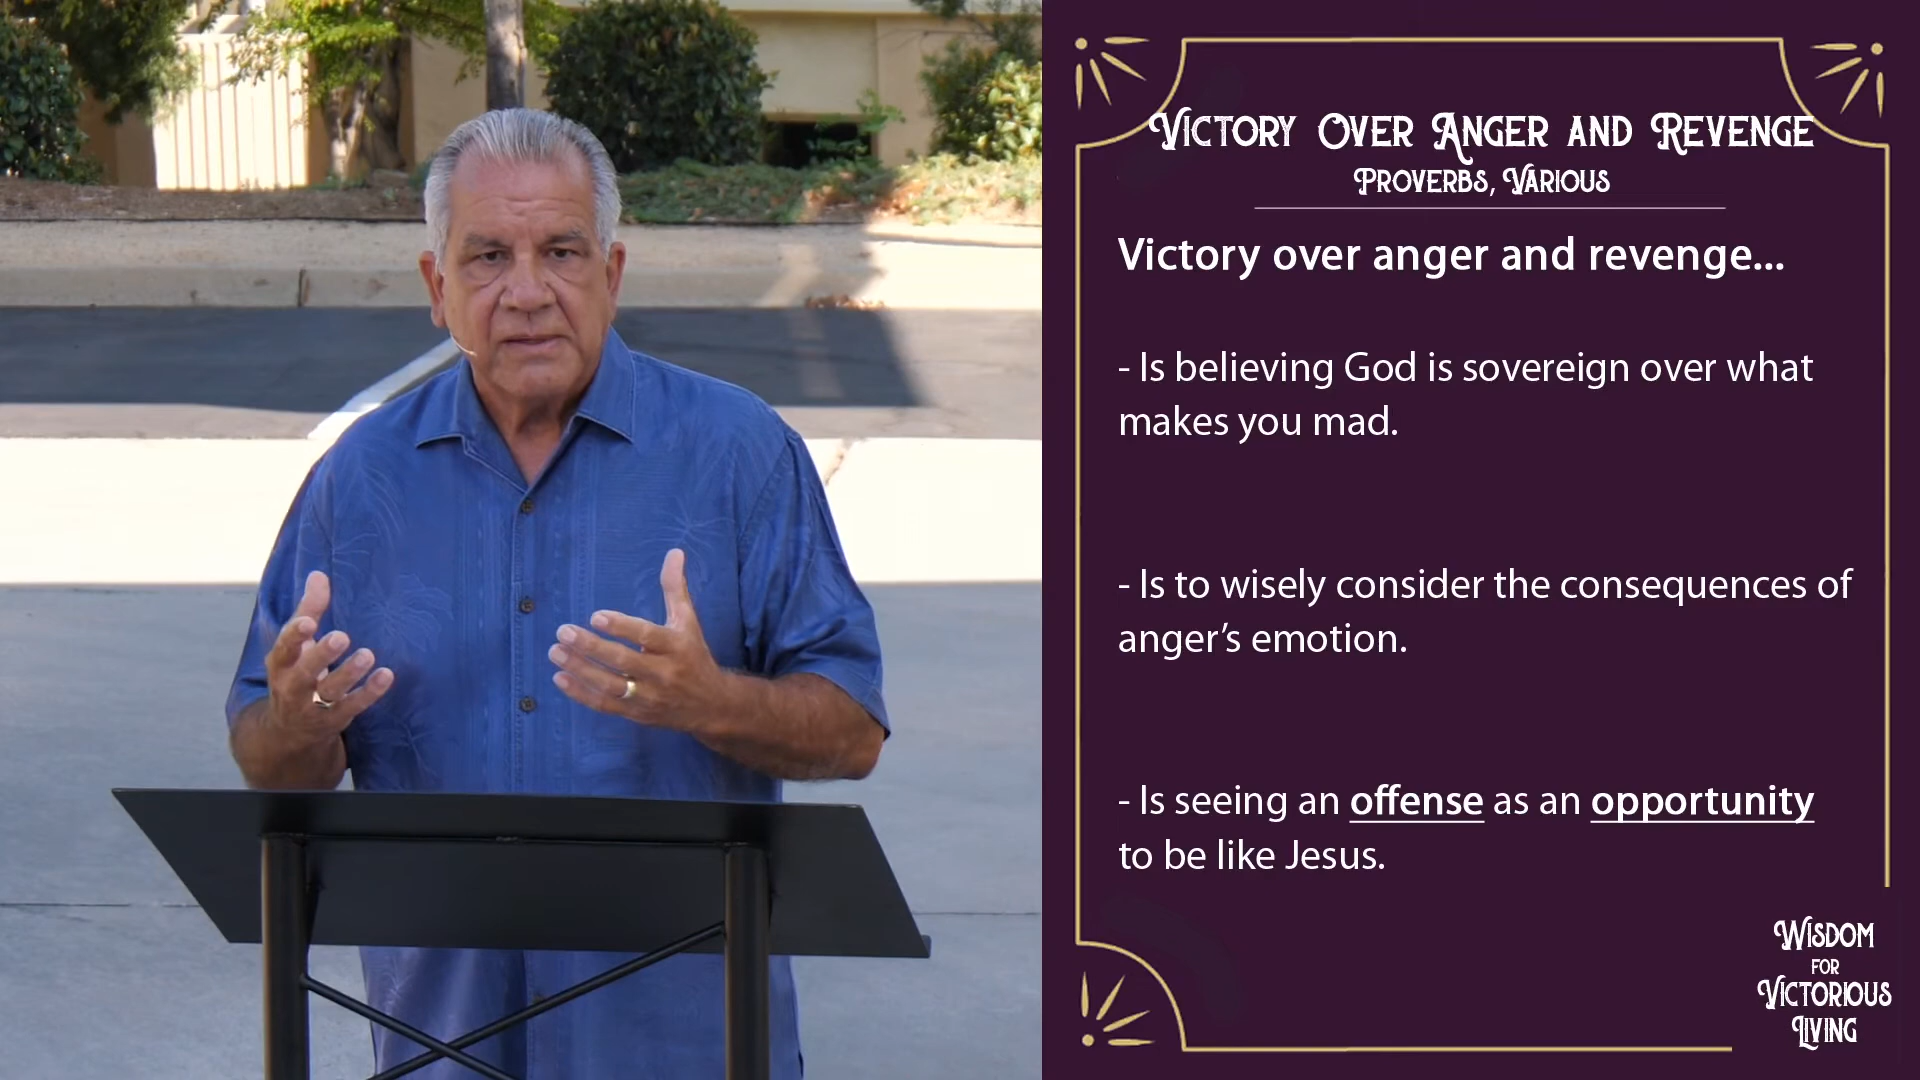 Victory Over Anger and Revenge
Proverbs, Various
Victory over anger and revenge...
- Is believing God is sovereign over what
makes you mad.
- Is to wisely consider the consequences of
anger’s emotion.
- Is seeing an offense as an opportunity
to be like Jesus.
Wisdom
for
Victorious
Living